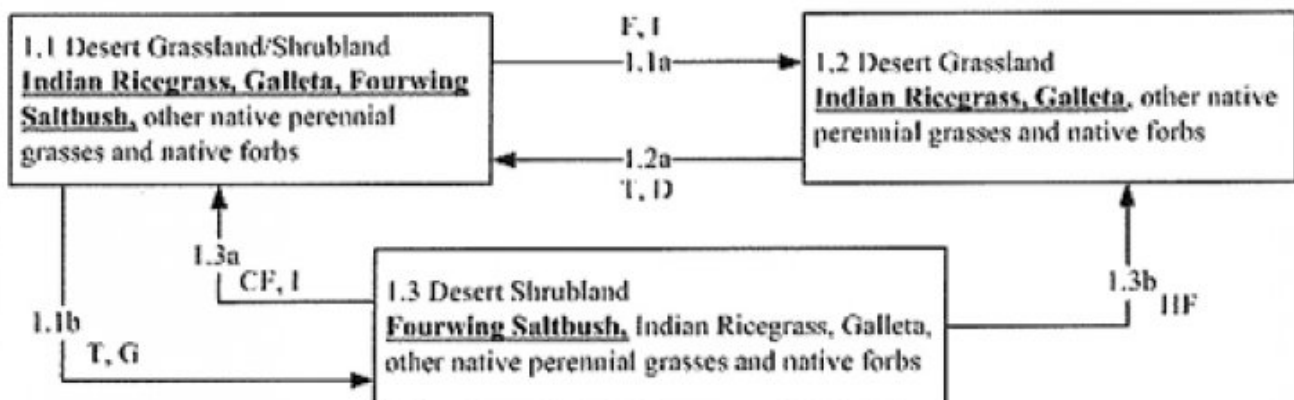 1.1 Desert Grassland/Shrubland
Indian Ricegrass, Galleta, Fourwing
Saltbush, other native perennial
grasses and native forbs
F, I
1.1a
1.2 Desert Grassland
Indian Ricegrass, Galleta, other native
perennial grasses and native forbs
1.2a
T, D
1.3a
CF, I
1.3 Desert Shrubland
Fourwing Saltbush, Indian Ricegrass, Galleta,
other native perennial grasses and native forbs
1.3b
HF
1.1b
T, G